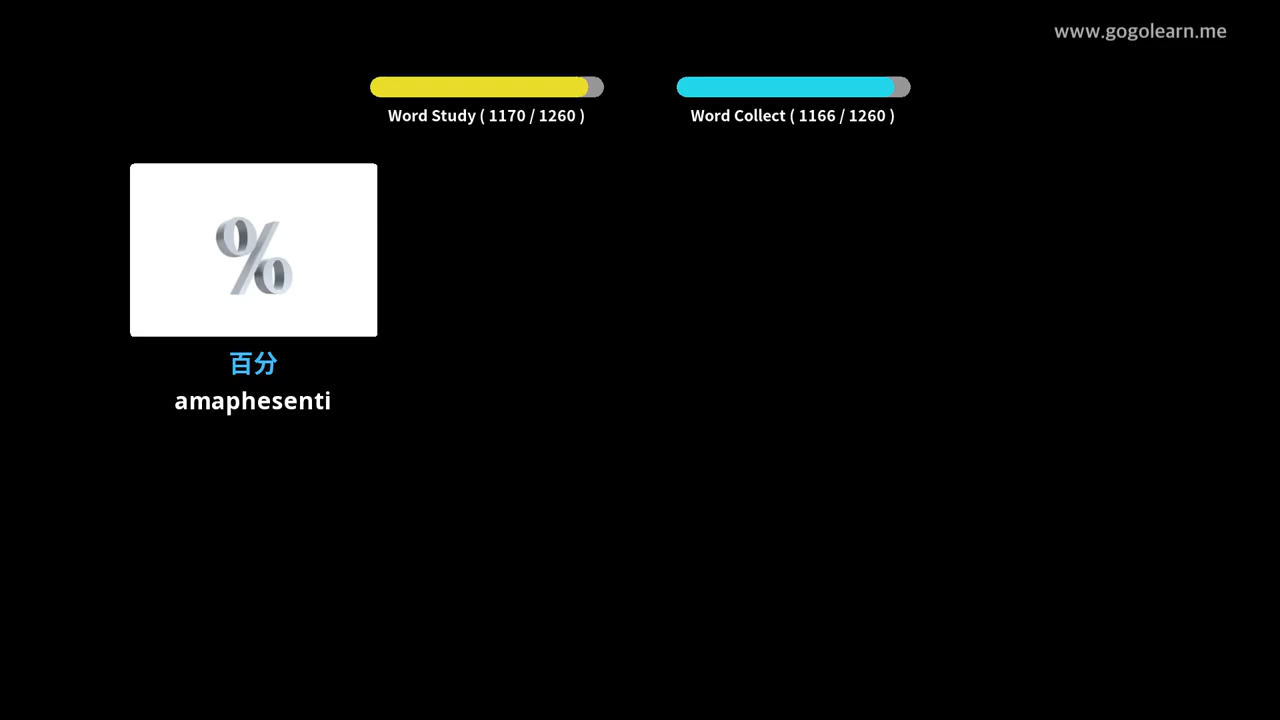 www.gogolearn.me
Word Study ( 1170 / 1260 )
Word Collect ( 1166 / 1260 )
%
百分
amaphesenti